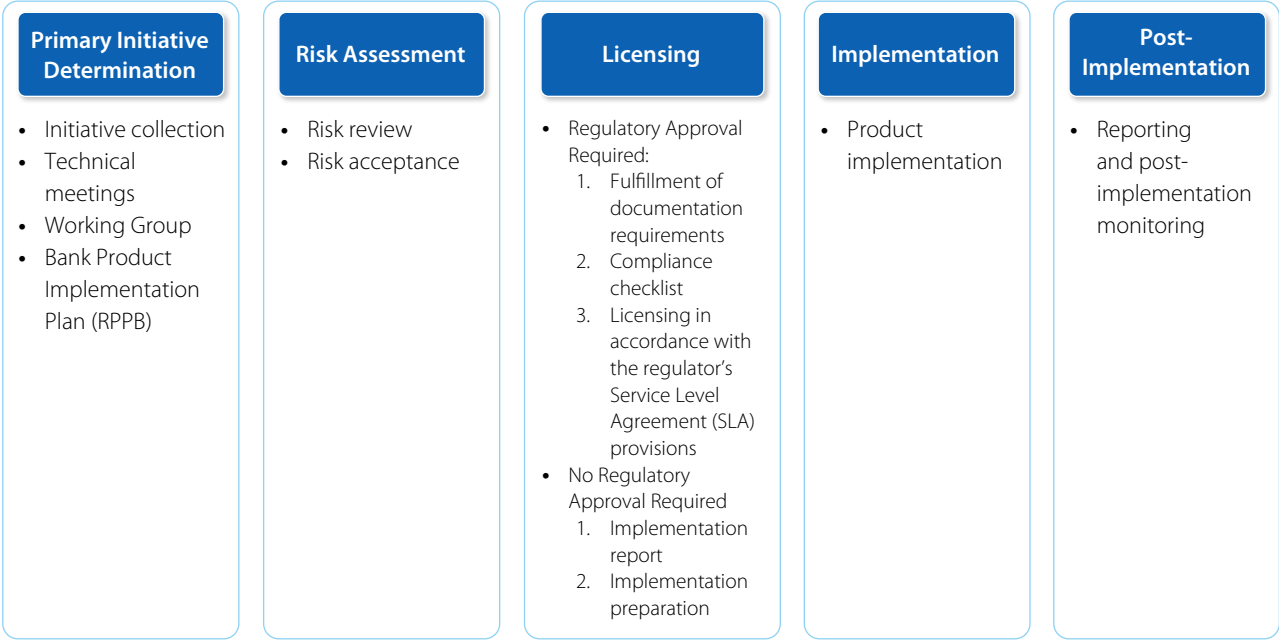 Primary Initiative
Determination
• Initiative collection
• Technical
meetings
• Working Group
• Bank Product
Implementation
Plan (RPPB)
Risk Assessment
• Risk review
• Risk acceptance
Licensing
• Regulatory Approval
Required:
1. Fulfillment of
documentation
requirements
2. Compliance
checklist
3. Licensing in
accordance with
the regulator’s
Service Level
Agreement (SLA)
provisions
• No Regulatory
Approval Required
1. Implementation
report
2. Implementation
preparation
Implementation
• Product
implementation
Post-
Implementation
• Reporting
and post-
implementation
monitoring